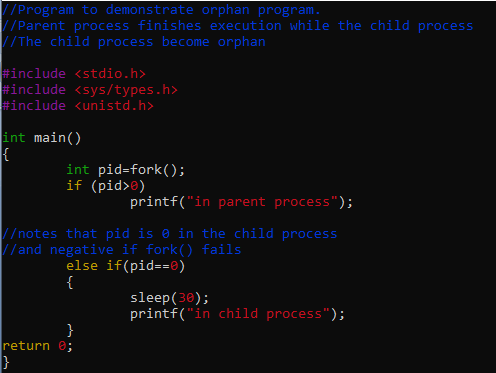 //Program to demonstrate orphan program.
//Parent process finishes execution while the child process
//The child process become orphan
#include <stdio.h>
#include <sys/types.h>
#include <unistd.h>
int main()
{
int pid=fork();
if (pid>0)
printf("in parent process");
//notes that pid is 0 in the child process
//and negative if fork() fails
else if(pid==0)
{
sleep(30);
printf("in child process");
}
return 0;
}